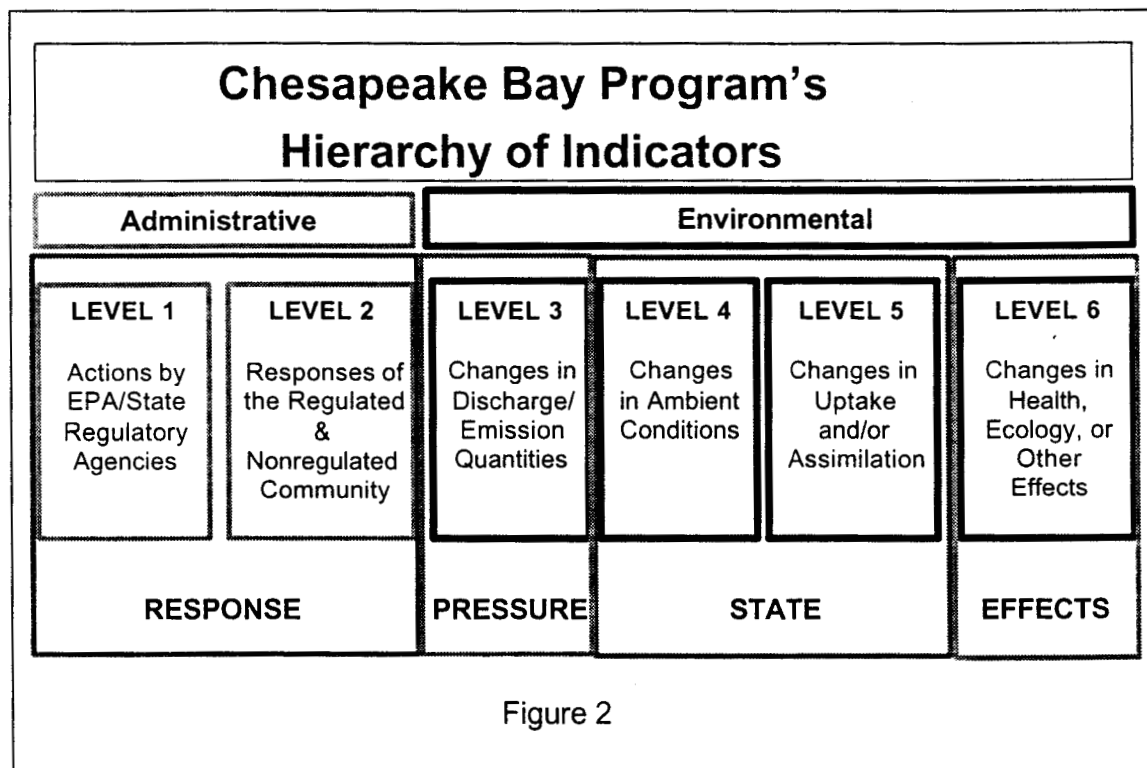 Chesapeake Bay Program's
Hierarchy of Indicators
Administrative
Environmental
LEVEL 1
Actions by
EPA/State
Regulatory
Agencies
LEVEL 2
Responses of
the Regulated
&
Nonregulated
Community
RESPONSE
LEVEL 3
Changes in
Discharge/
Emission
Quantities
PRESSURE
LEVEL 4
Changes
in Ambient
Conditions
LEVEL 5
Changes in
Uptake
and/or
Assimilation
STATE
LEVEL 6
Changes in
Health,
Ecology, or
Other
Effects
EFFECTS
Figure 2